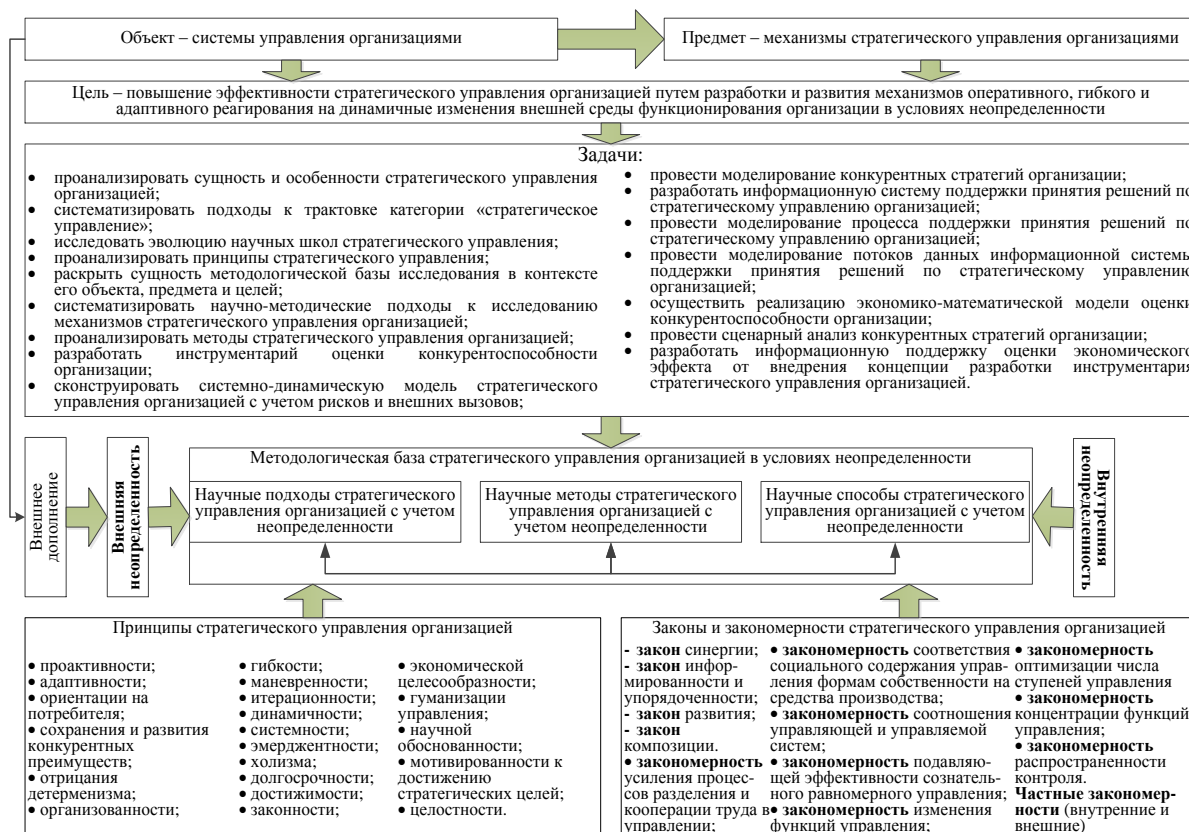 Объект – системы управления организациями
Предмет – механизмы стратегического управления организациями
Цель – повышение эффективности стратегического управления организацией путем разработки и развития механизмов оперативного, гибкого и
адаптивного реагирования на динамичные изменения внешней среды функционирования организации в условиях неопределенности
Задачи:
• проанализировать сущность и особенности стратегического управления
организацией;
• систематизировать подходы к трактовке категории «стратегическое
управление»;
• исследовать эволюцию научных школ стратегического управления;
• проанализировать принципы стратегического управления;
• раскрыть сущность методологической базы исследования в контексте
его объекта, предмета и целей;
• систематизировать научно-методические подходы к исследованию
механизмов стратегического управления организацией;
• проанализировать методы стратегического управления организацией;
• разработать инструментарий оценки конкурентоспособности
организации;
• сконструировать системно-динамическую модель стратегического
управления организацией с учетом рисков и внешних вызовов;
• провести моделирование конкурентных стратегий организации;
• разработать информационную систему поддержки принятия решений по
стратегическому управлению организацией;
• провести моделирование процесса поддержки принятия решений по
стратегическому управлению организацией;
• провести моделирование потоков данных информационной системы
поддержки принятия решений по стратегическому управлению
организацией;
• осуществить реализацию экономико-математической модели оценки
конкурентоспособности организации;
• провести сценарный анализ конкурентных стратегий организации;
• разработать информационную поддержку оценки экономического
эффекта от внедрения концепции разработки инструментария
стратегического управления организацией.
Внешнее
дополнение
Внешняя
неопределенность
Методологическая база стратегического управления организацией в условиях неопределенности
Научные подходы стратегического
управления организацией с учетом
неопределенности
Научные методы стратегического
управления организацией с
учетом неопределенности
Научные способы стратегического
управления организацией с учетом
неопределенности
Внутренняя
неопределенность
Принципы стратегического управления организацией
• проактивности;
• адаптивности;
• ориентации на
потребителя;
• сохранения и развития
конкурентных
преимуществ;
• отрицания
детерменизма;
• организованности;
• гибкости;
• маневренности;
• итерационности;
• динамичности;
• системности;
• эмерджентности;
• холизма;
• долгосрочности;
• достижимости;
• законности;
• экономической
целесообразности;
• гуманизации
управления;
• научной
обоснованности;
• мотивированности к
достижению
стратегических целей;
• целостности.
Законы и закономерности стратегического управления организацией
- закон синергии;
- закон инфор-
мированности и
упорядоченности;
- закон развития;
- закон
композиции.
• закономерность
усиления процес-
сов разделения и
кооперации труда в
управлении;
• закономерность соответствия
социального содержания управ-
ления формам собственности на
средства производства;
• закономерность соотношения
управляющей и управляемой
систем;
• закономерность подавляю-
щей эффективности сознатель-
ного равномерного управления;
• закономерность изменения
функций управления;
• закономерность
оптимизации числа
ступеней управления
• закономерность
концентрации функций
управления;
• закономерность
распространенности
контроля.
Частные закономер-
ности (внутренние и
внешние)